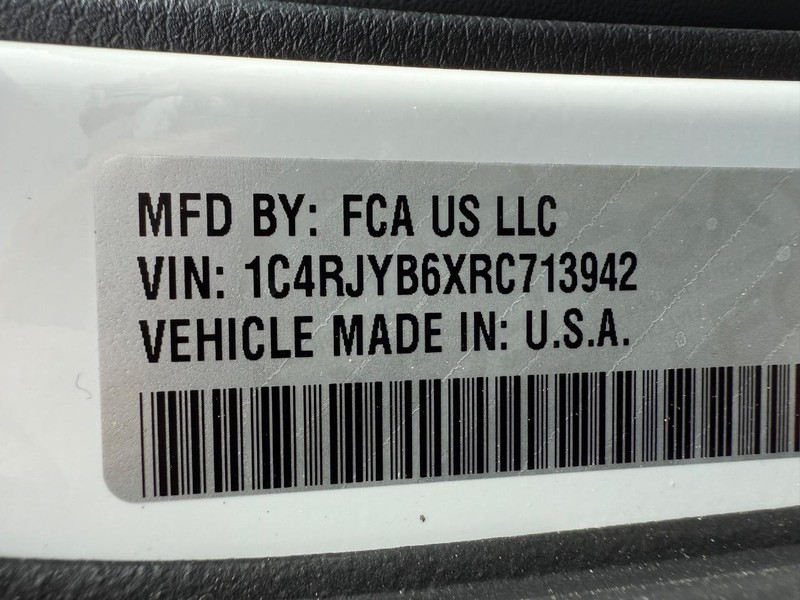 MFD BY: FCA US LLC
VIN: 1C4RJYB6XRC713942
VEHICLE MADE IN: U.S.A.